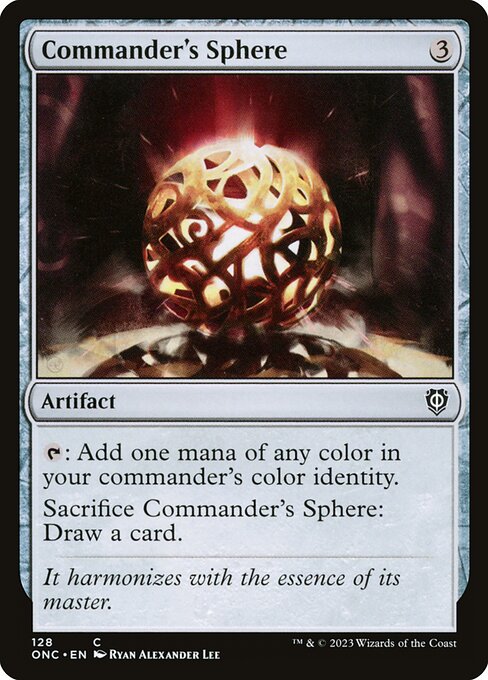 Commander's Sphere 3
Artifact
: Add one mana of any color in
your commander's color identity.
Sacrifice Commander's Sphere:
Draw a card.
It harmonizes with the essence of its
master.
128 C
ONC • EN Ryan Alexander Lee
™ & © 2023 Wizards of the Coast